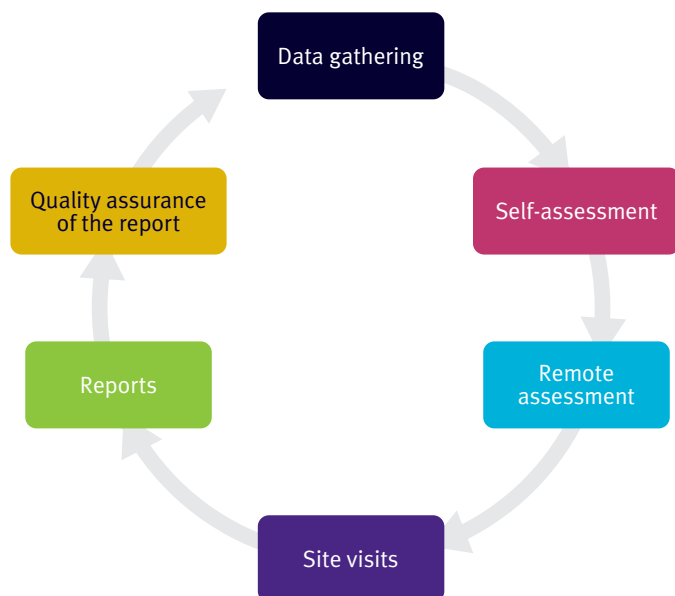 Data gathering
Self-assessment
Remote
assessment
Site visits
Reports
Quality assurance
of the report